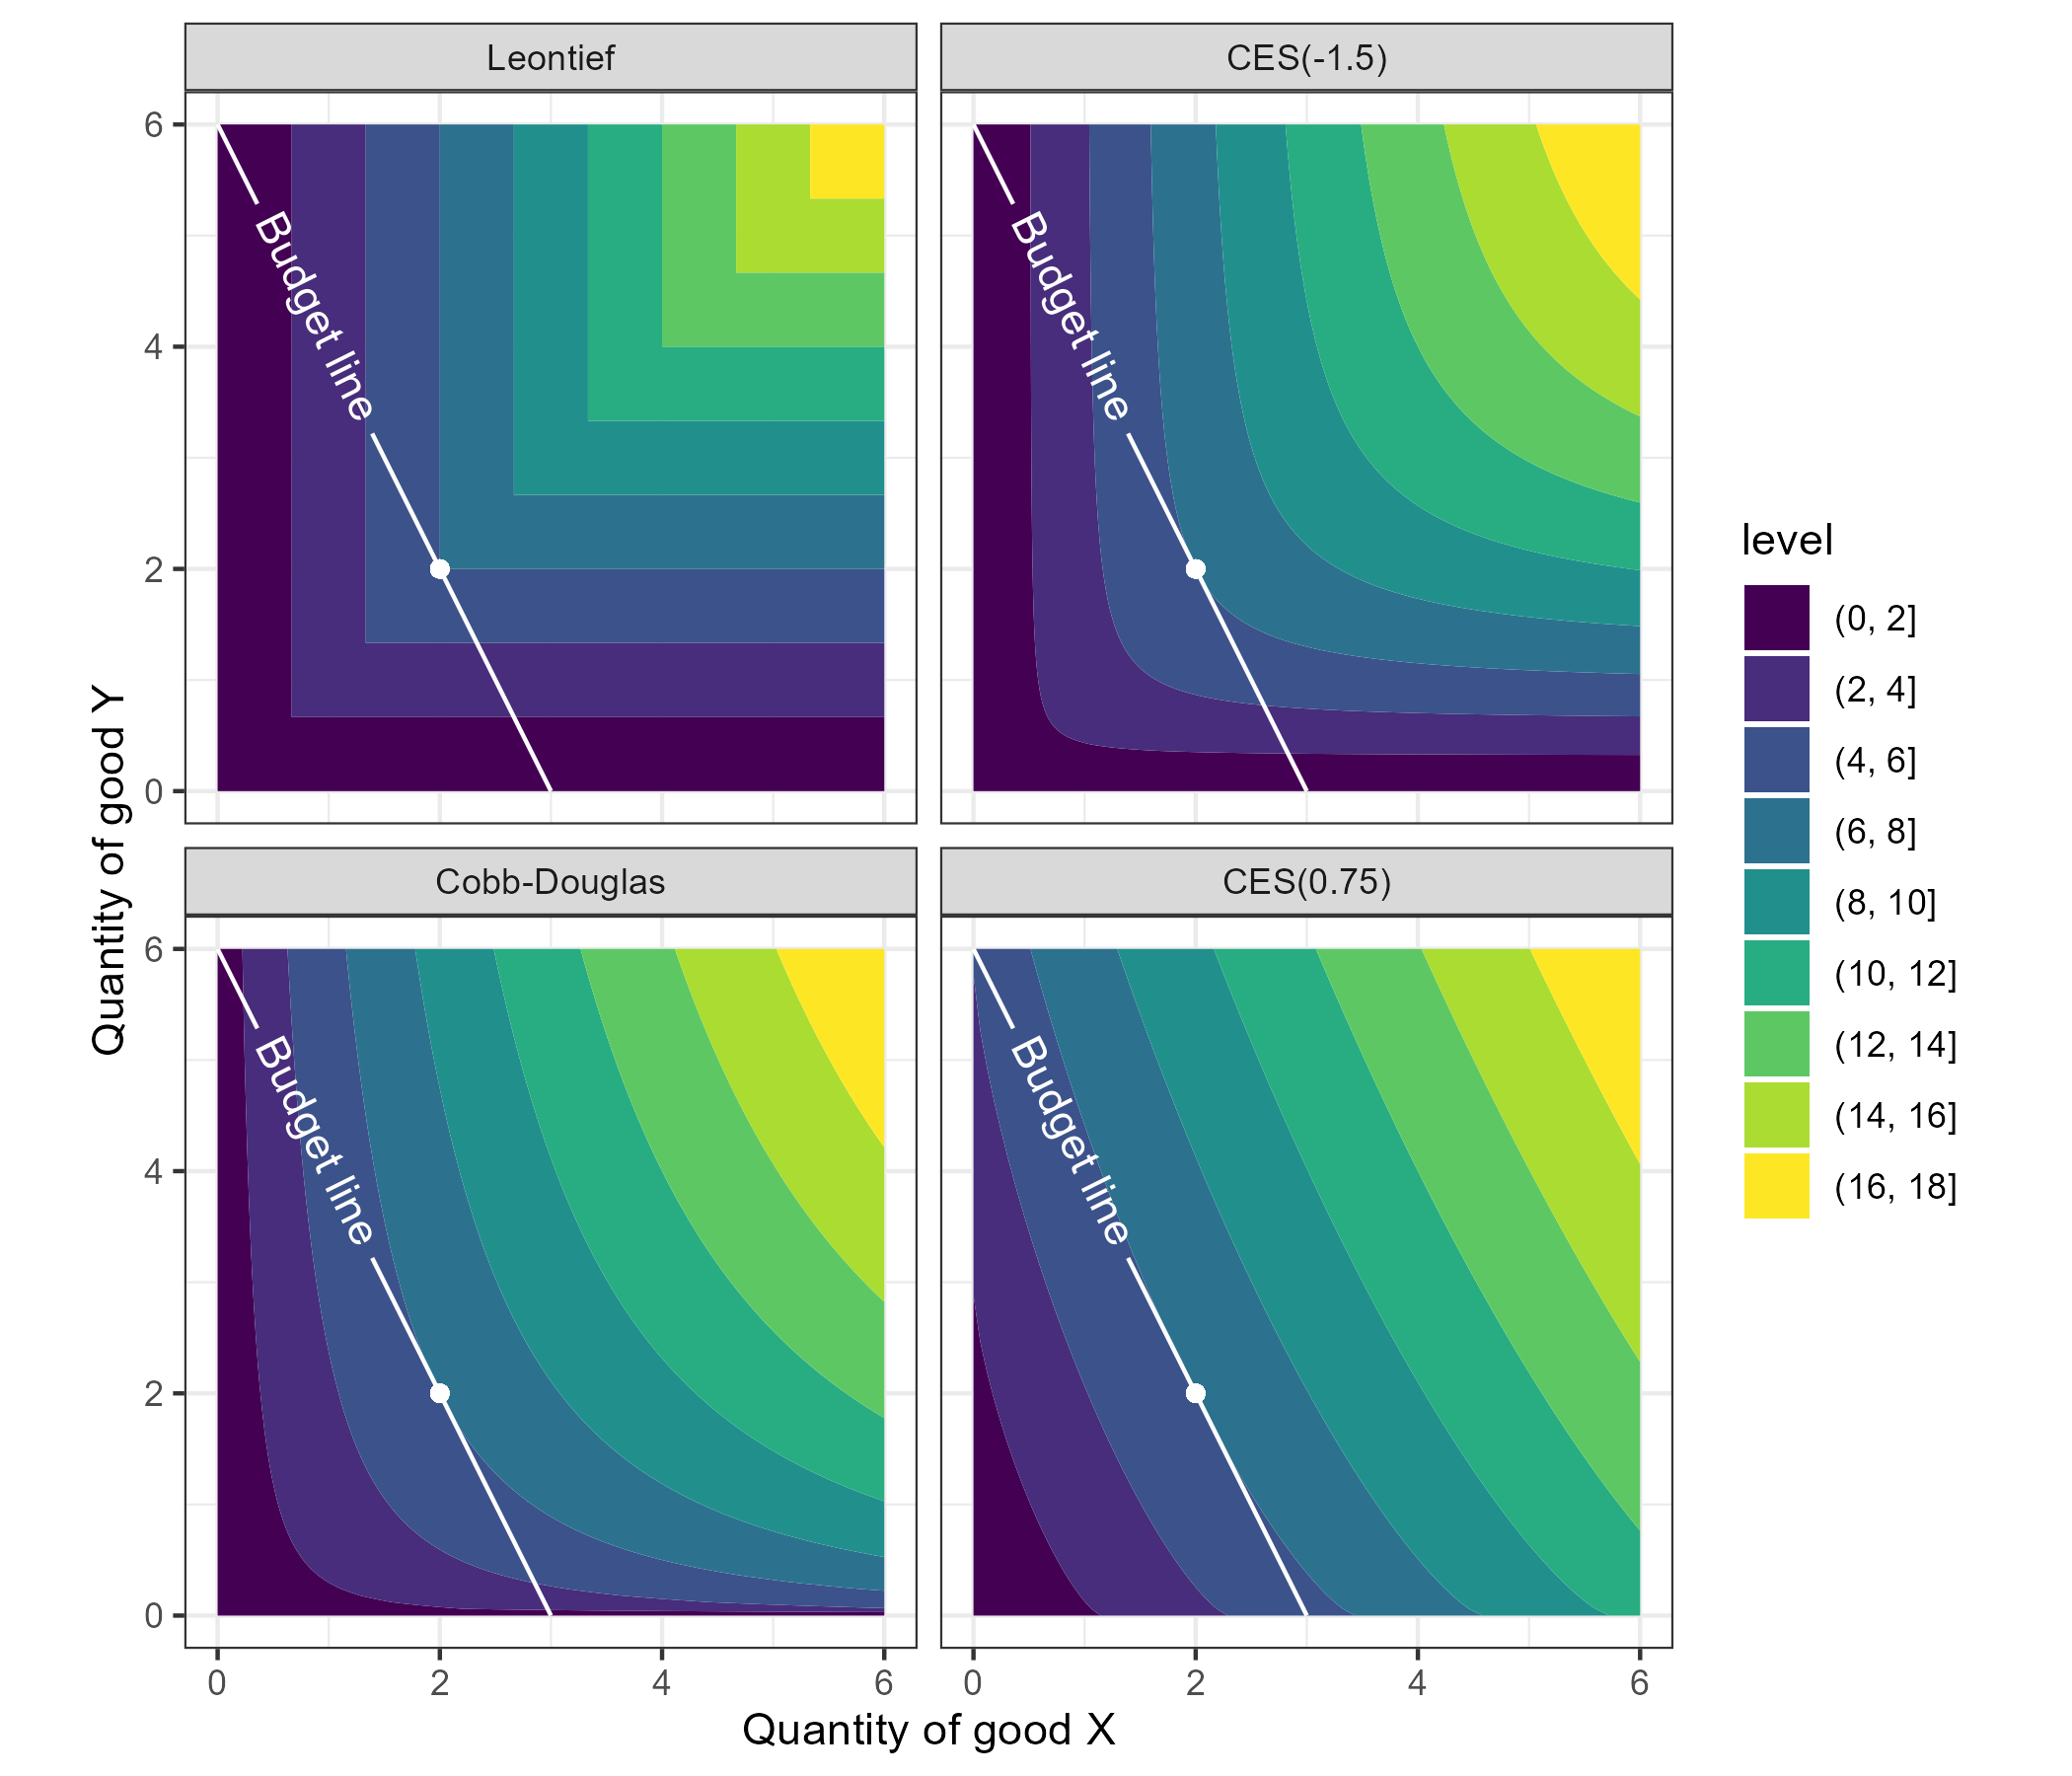 Leontief
CES(-1.5)
6
4
2
0
Budget line
Budget line
Cobb-Douglas
CES(0.75)
6
4
2
0
Budget line
Budget line
0 2 4 6
0 2 4 6
Quantity of good X
Quantity of good Y
level
(0, 2]
(2, 4]
(4, 6]
(6, 8]
(8, 10]
(10, 12]
(12, 14]
(14, 16]
(16, 18]